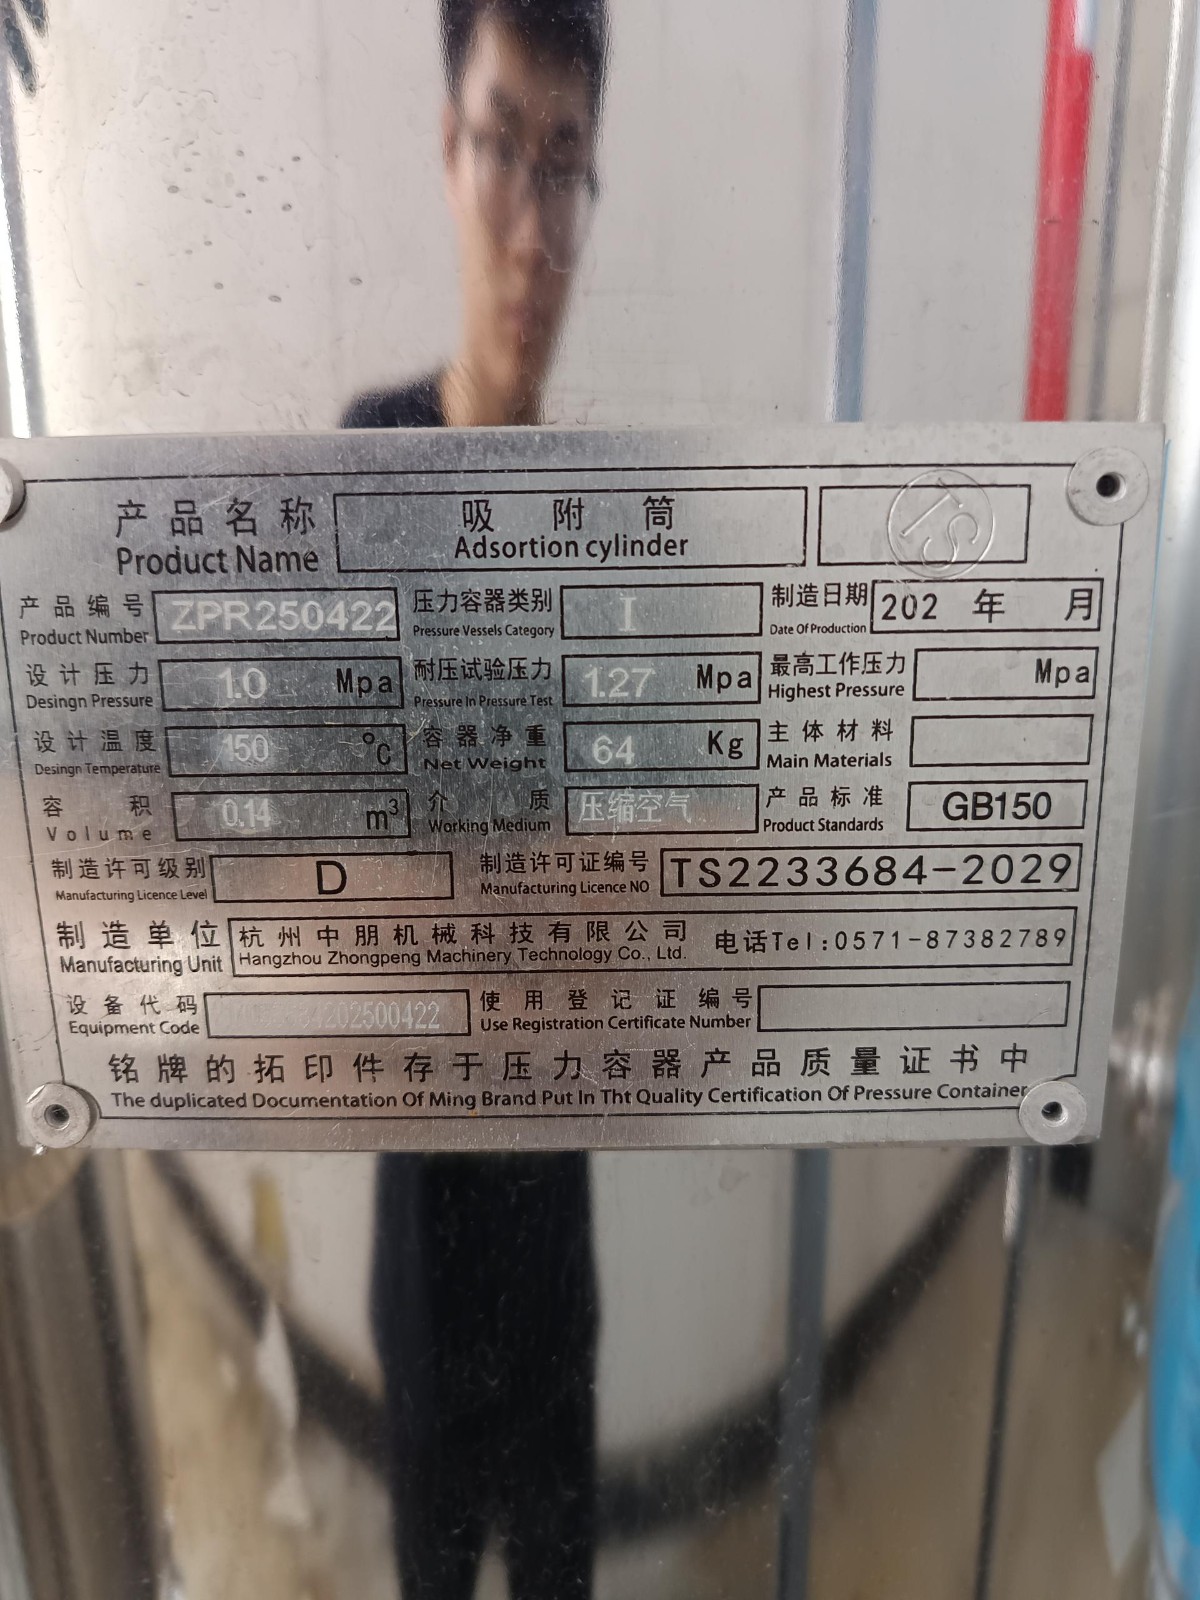 产品名称 吸附筒
Product Name Adsortion cylinder TS
产品编号 ZPR250422 压力容器类别 I 制造日期 202 年 月
Product Number Pressure Vessels Category Date Of Production
设计压力 1.0 Mpa 耐压试验压力 1.27 Mpa 最高工作压力 Mpa
Desingn Pressure Pressure In Pressure Test Highest Pressure
设计温度 150 ℃ 容器净重 64 Kg 主体材料
Desingn Temperature Net Weight Main Materials
容积 0.14 m³ 介质 压缩空气 产品标准 GB150
Volume Working Medium Product Standards
制造许可级别 D 制造许可证编号 TS2233684-2029
Manufacturing Licence Level Manufacturing Licence NO
制造单位 杭州中朋机械科技有限公司 电话Tel:0571-87382789
Manufacturing Unit Hangzhou Zhongpeng Machinery Technology Co., Ltd.
设备代码 202500422 使用登记证编号
Equipment Code Use Registration Certificate Number
铭牌的拓印件存于压力容器产品质量证书中
The duplicated Documentation Of Ming Brand Put In Tht Quality Certification Of Pressure Container